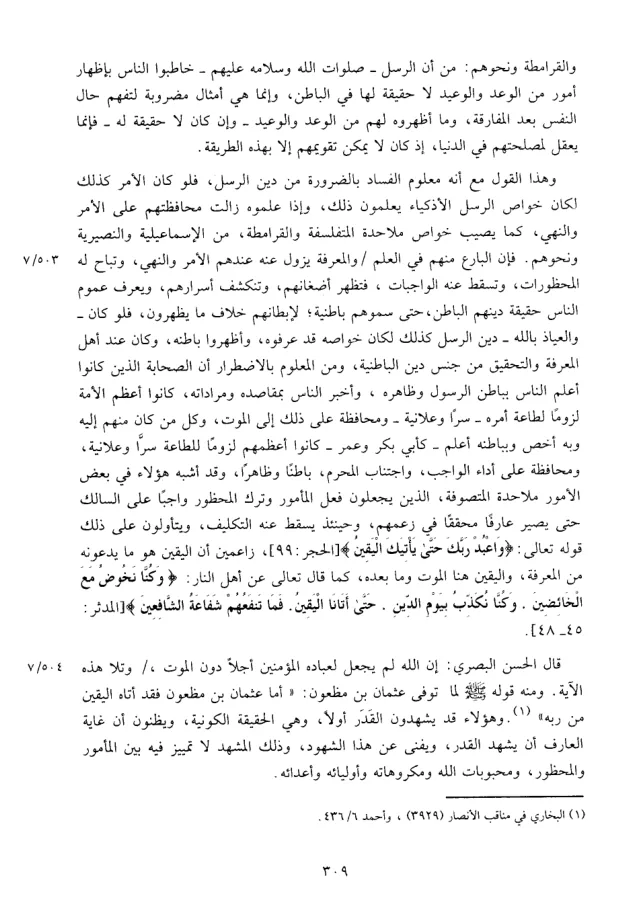 والقرامطة ونحوهم: من أن الرسل ـ صلوات الله وسلامه عليهم ـ خاطبوا الناس بإظهار
أمور من الوعد والوعيد لا حقيقة لها في الباطن، وإنما هي أمثال مضروبة لتفهم حال
النفس بعد المفارقة، وما أظهروه لهم من الوعد والوعيد ـ وإن كان لا حقيقة له ـ فإنما
يعقل لمصلحتهم في الدنيا، إذ كان لا يمكن تقويمهم إلا بهذه الطريقة.
وهذا القول مع أنه معلوم الفساد بالضرورة من دين الرسل، فلو كان الأمر كذلك
لكان خواص الرسل الأذكياء يعلمون ذلك، وإذا علموه زالت محافظتهم على الأمر
والنهي، كما يصيب خواص ملاحدة المتفلسفة والقرامطة، من الإسماعيلية والنصيرية
ونحوهم. فإن البارع منهم في العلم /والمعرفة يزول عنه عندهم الأمر والنهي، وتباح له ٧/٥٠٣
المحظورات، وتسقط عنه الواجبات ، فتظهر أضغانهم، وتنكشف أسرارهم، ويعرف عموم
الناس حقيقة دينهم الباطن،حتى سموهم باطنية؛ لإبطانهم خلاف ما يظهرون، فلو كان ـ
والعياذ بالله ـ دين الرسل كذلك لكان خواصه قد عرفوه، وأظهروا باطنه، وكان عند أهل
المعرفة والتحقيق من جنس دين الباطنية، ومن المعلوم بالاضطرار أن الصحابة الذين كانوا
أعلم الناس بباطن الرسول وظاهره ، وأخبر الناس بمقاصده ومراداته، كانوا أعظم الأمة
لزومًا لطاعة أمره ـ سرًا وعلانية ـ ومحافظة على ذلك إلى الموت، وكل من كان منهم إليه
وبه أخص وبباطنه أعلم ـ كأبي بكر وعمر ـ كانوا أعظمهم لزومًا للطاعة سرًّا وعلانية،
ومحافظة على أداء الواجب، واجتناب المحرم، باطنًا وظاهرًا، وقد أشبه هؤلاء في بعض
الأمور ملاحدة المتصوفة، الذين يجعلون فعل المأمور وترك المحظور واجبًا على السالك
حتى يصير عارفًا محققًا في زعمهم، وحينئذ يسقط عنه التكليف، ويتأولون على ذلك
قوله تعالى: ﴿وَاعْبُدْ رَبَّكَ حَتَّىٰ يَأْتِيَكَ الْيَقِينُ ﴾[الحجر:٩٩]، زاعمين أن اليقين هو ما يدعونه
من المعرفة، واليقين هنا الموت وما بعده، كما قال تعالى عن أهل النار: ﴿ وَكُنَّا نَخُوضُ مَعَ
الْخَائِضِينَ . وَكُنَّا نُكَذِّبُ بِيَوْمِ الدِّينِ . حَتَّىٰ أَتَانَا الْيَقِينُ. فَمَا تَنفَعُهُمْ شَفَاعَةُ الشَّافِعِينَ ﴾[المدثر:
٤٥ـ ٤٨].
قال الحسن البصري: إن الله لم يجعل لعباده المؤمنين أجلاً دون الموت ،/ وتلا هذه ٧/٥٠٤
الآية. ومنه قوله ﷺ لما توفى عثمان بن مظعون: « أما عثمان بن مظعون فقد أتاه اليقين
من ربه» (١).وهؤلاء قد يشهدون القَدَر أولاً، وهي الحقيقة الكونية، ويظنون أن غاية
العارف أن يشهد القدر، ويفنى عن هذا الشهود، وذلك المشهد لا تمييز فيه بين المأمور
والمحظور، ومحبوبات الله ومكروهاته وأوليائه وأعدائه.
(١) البخاري في مناقب الأنصار (٣٩٢٩) ، وأحمد ٤٣٦/٦.
٣٠٩